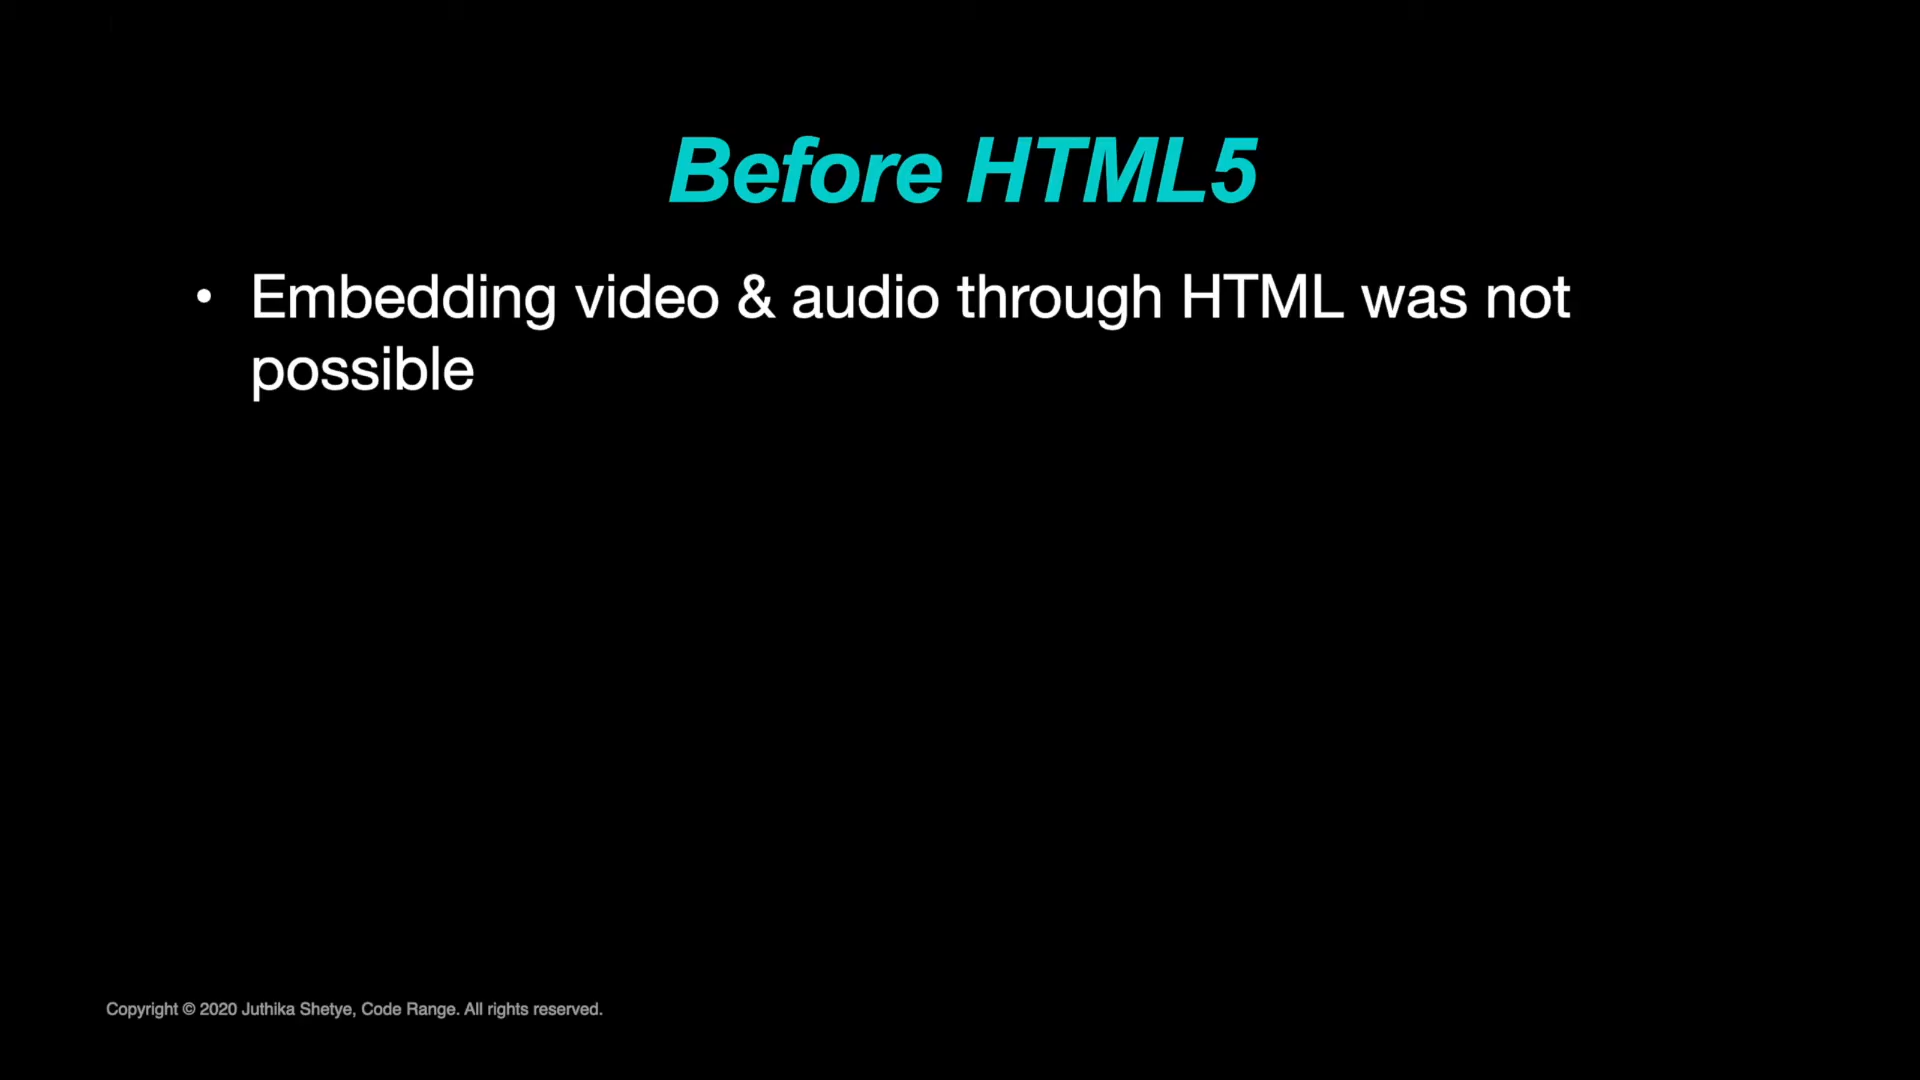 Before HTML5
• Embedding video & audio through HTML was not
possible
Copyright © 2020 Juthika Shetye, Code Range. All rights reserved.